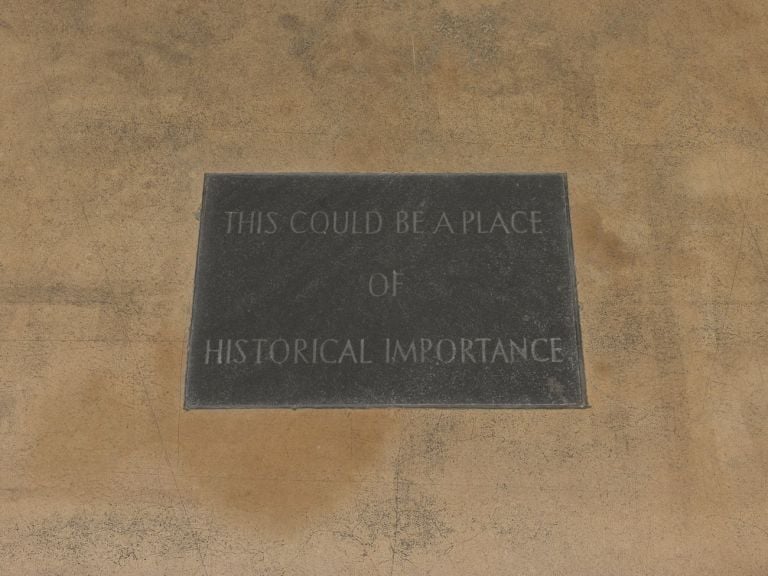 THIS COULD BE A PLACE
OF
HISTORICAL IMPORTANCE